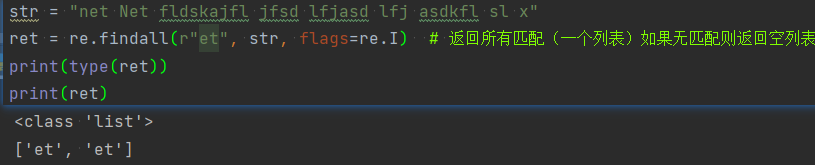 str = "net Net fldskajfl jfsd lfjasd lfj asdkfl sl x"
ret = re.findall(r"et", str, flags=re.I)  # 返回所有匹配（一个列表）如果无匹配则返回空列表
print(type(ret))
print(ret)
<class 'list'>
['et', 'et']